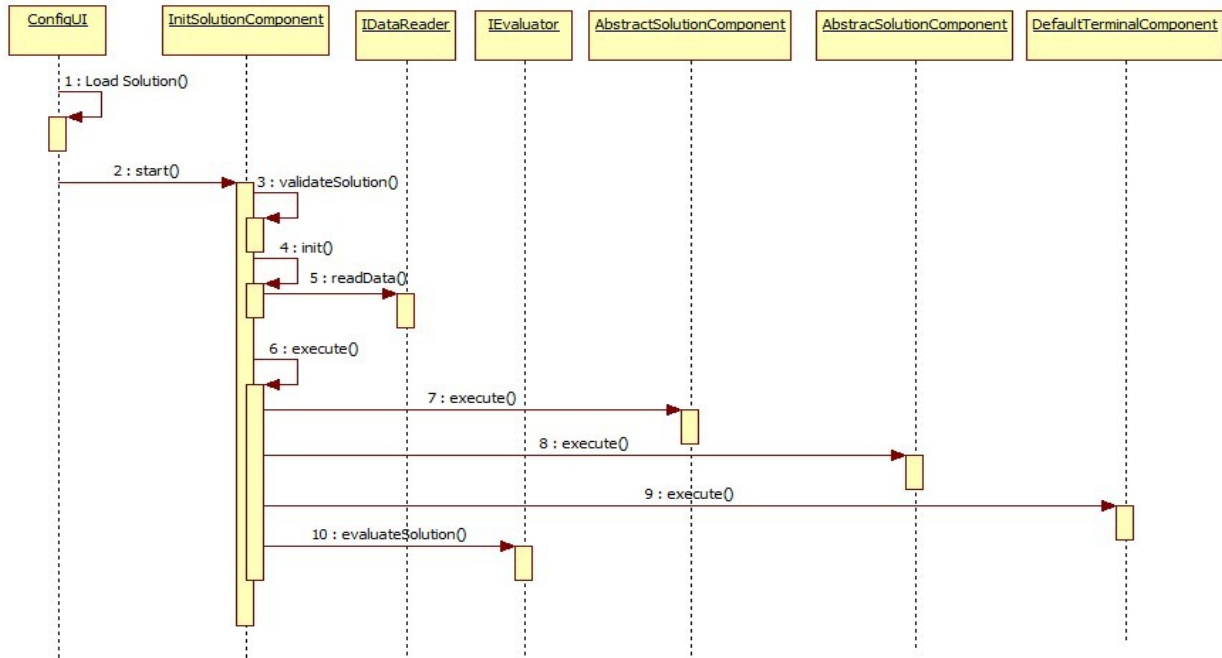 ConfigUI
InitSolutionComponent
IDataReader
IEvaluator
AbstractSolutionComponent
AbstracSolutionComponent
DefaultTerminalComponent
1 : Load Solution()
2 : start()
3 : validateSolution()
4 : init()
5 : readData()
6 : execute()
7 : execute()
8 : execute()
9 : execute()
10 : evaluateSolution()